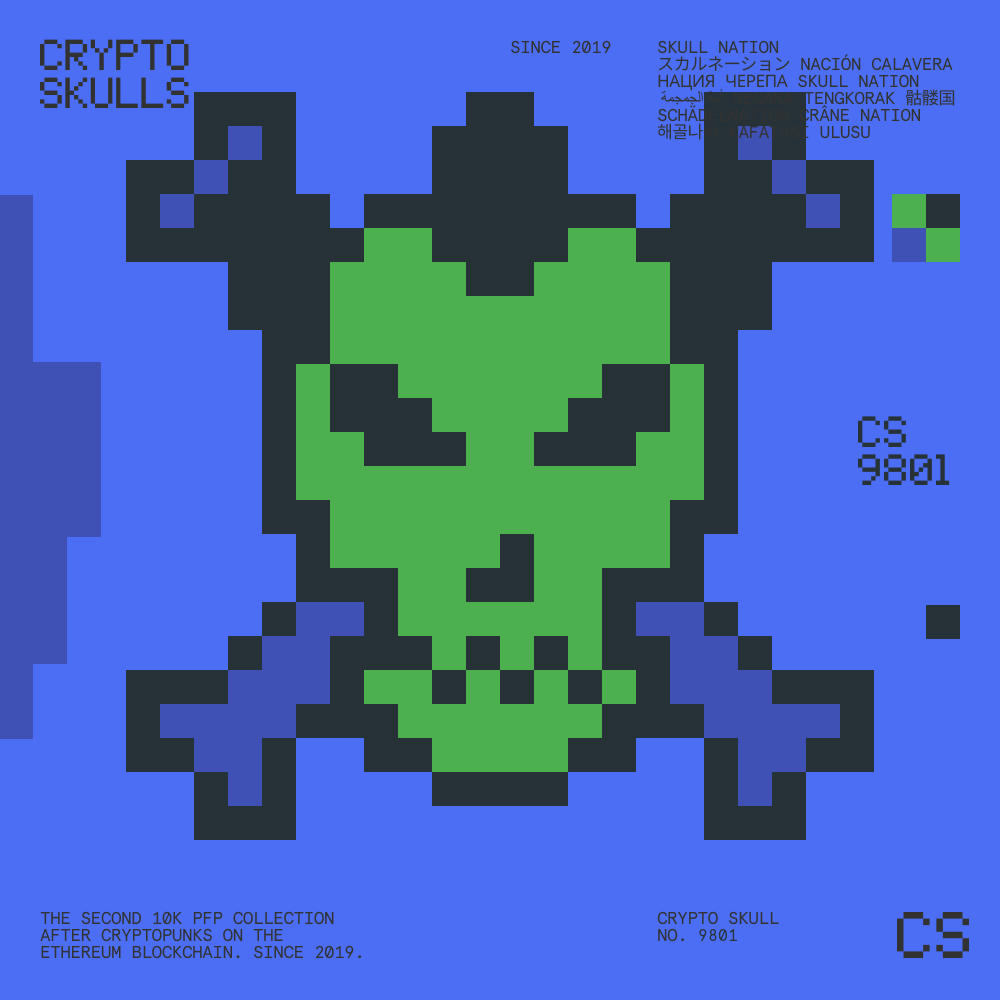 CRYPTO
SKULLS
SINCE 2019
SKULL NATION
スカルネーション NACIÓN CALAVERA
НАЦИЯ ЧЕРЕПА SKULL NATION
TENGKORAK 骷髅国
CRÂNE NATION
ULUSU
CS
9801
THE SECOND 10K PFP COLLECTION
AFTER CRYPTOPUNKS ON THE
ETHEREUM BLOCKCHAIN. SINCE 2019.
CRYPTO SKULL
NO. 9801
CS